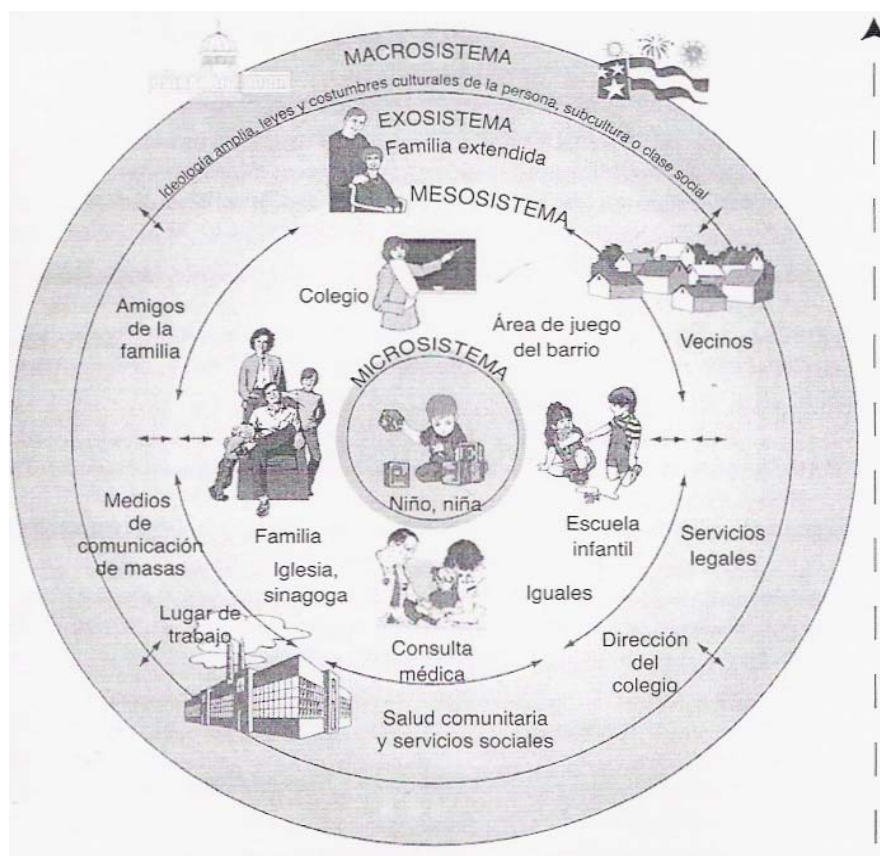 MACROSISTEMA
Ideología amplia, leyes y costumbres culturales de la persona, subcultura o clase social
EXOSISTEMA
Familia extendida
MESOSISTEMA
Colegio
Amigos
de la
familia
Área de juego
del barrio
Vecinos
MICROSISTEMA
Niño, niña
Medios
de
comunicación
de masas
Familia
Escuela
infantil
Servicios
legales
Iglesia,
sinagoga
Iguales
Lugar de
trabajo
Consulta
médica
Dirección
del
colegio
Salud comunitaria
y servicios sociales